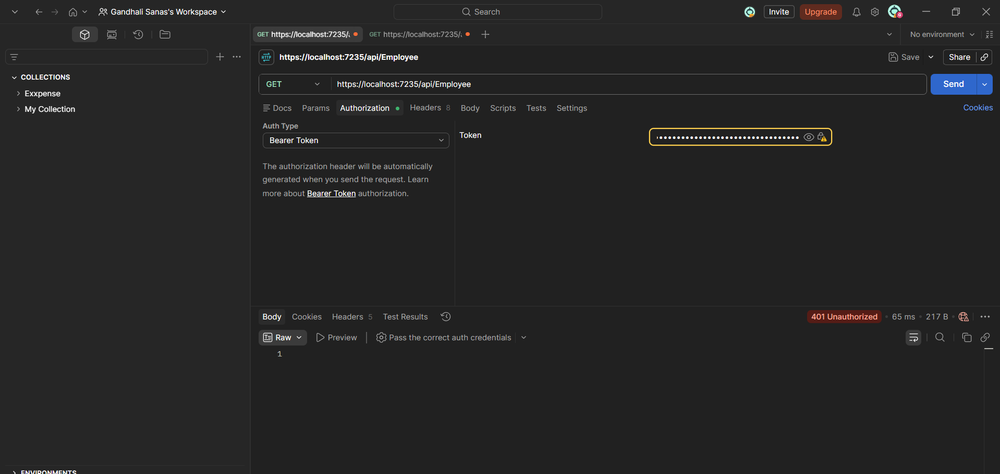 Gandhali Sanas's Workspace
Search
Invite
Upgrade
GET https://localhost:7235/
GET https://localhost:7235/
No environment
HTTP
https://localhost:7235/api/Employee
Save
Share
COLLECTIONS
Exxpense
My Collection
GET
https://localhost:7235/api/Employee
Send
Docs
Params
Authorization
Headers 8
Body
Scripts
Tests
Settings
Cookies
Auth Type
Bearer Token
Token
The authorization header will be automatically
generated when you send the request. Learn
more about Bearer Token authorization.
Body
Cookies
Headers 5
Test Results
401 Unauthorized
65 ms
217 B
Raw
Preview
Pass the correct auth credentials
1
ENVIRONMENTS